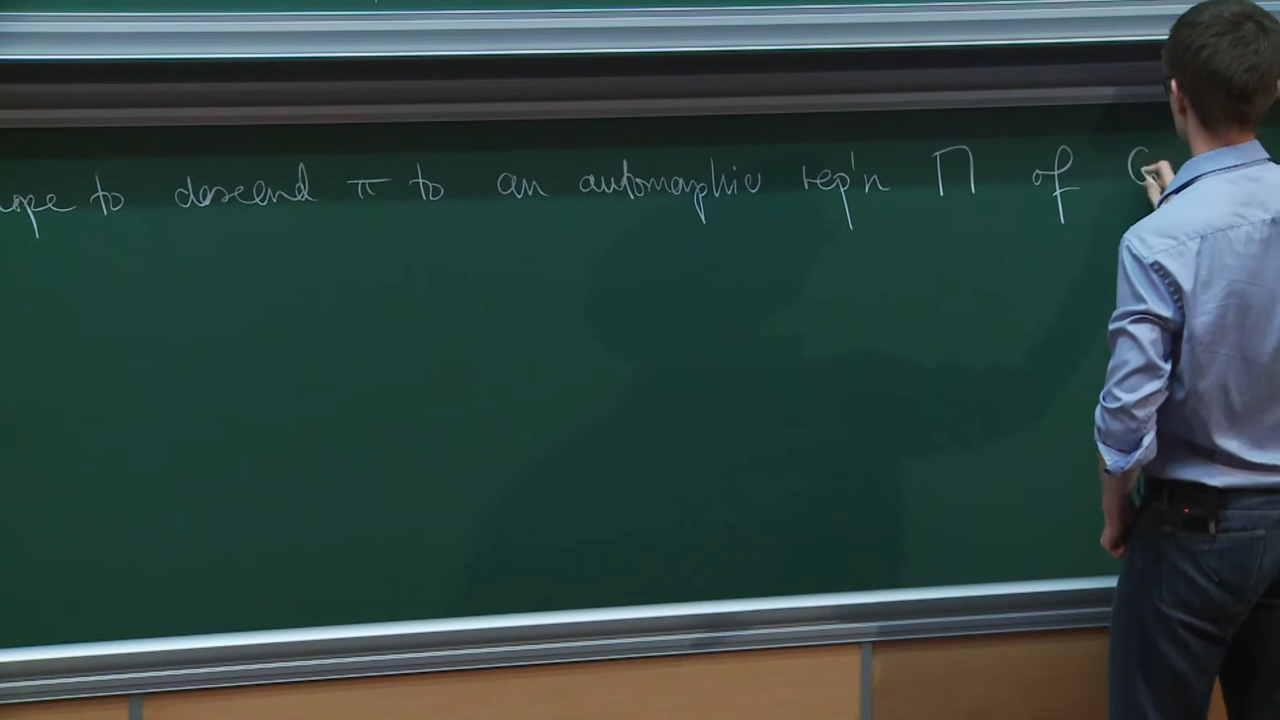 to descend π to an automorphic rep'n Π of G